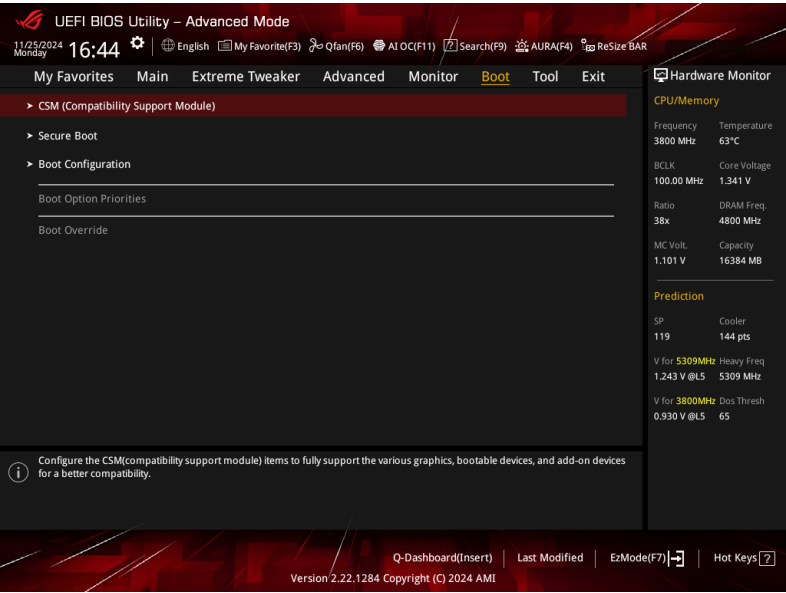 UEFI BIOS Utility – Advanced Mode
11/25/2024 Monday 16:44 English My Favorite(F3) Qfan(F6) AI OC(F11) Search(F9) AURA(F4) ReSize BAR
My Favorites Main Extreme Tweaker Advanced Monitor Boot Tool Exit
Hardware Monitor
> CSM (Compatibility Support Module)
> Secure Boot
> Boot Configuration
Boot Option Priorities
Boot Override
CPU/Memory
Frequency Temperature
3800 MHz 63°C
BCLK Core Voltage
100.00 MHz 1.341 V
Ratio DRAM Freq.
38x 4800 MHz
MC Volt. Capacity
1.101 V 16384 MB
Prediction
SP Cooler
119 144 pts
V for 5309MHz Heavy Freq
1.243 V @L5 5309 MHz
V for 3800MHz Dos Thresh
0.930 V @L5 65
Configure the CSM(compatibility support module) items to fully support the various graphics, bootable devices, and add-on devices
for a better compatibility.
Q-Dashboard(Insert) Last Modified EzMode(F7) Hot Keys ?
Version 2.22.1284 Copyright (C) 2024 AMI